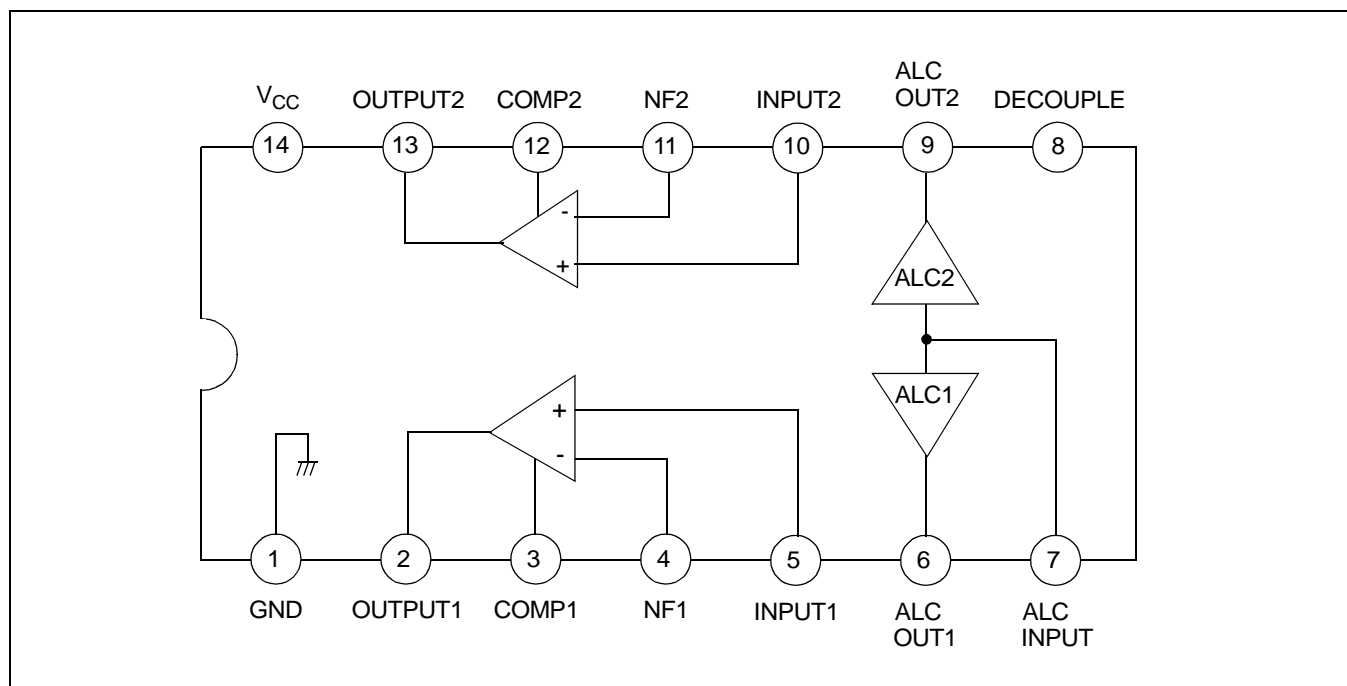 V_CC OUTPUT2 COMP2 NF2 INPUT2 ALC OUT2 DECOUPLE
14 13 12 11 10 9 8
-
+
ALC2
ALC1
+
-
1 2 3 4 5 6 7
GND OUTPUT1 COMP1 NF1 INPUT1 ALC OUT1 ALC INPUT